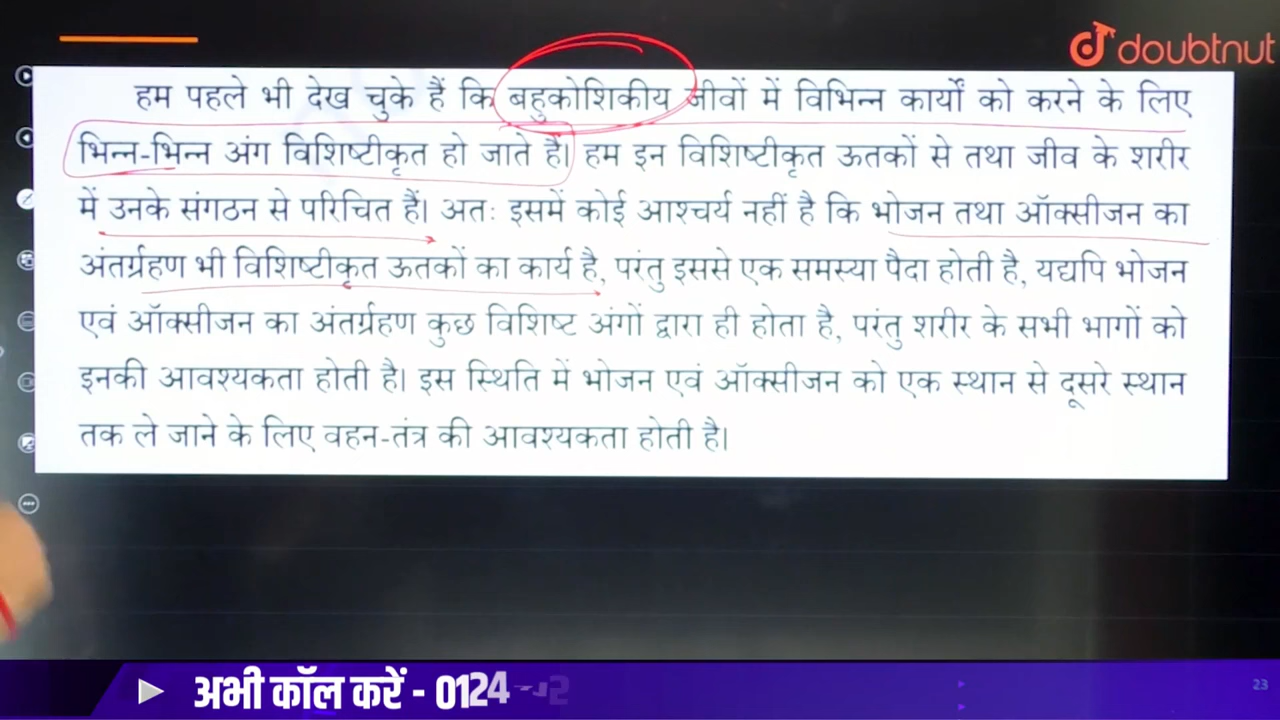 doubtnut
हम पहले भी देख चुके हैं कि बहुकोशिकीय जीवों में विभिन्न कार्यों को करने के लिए
भिन्न-भिन्न अंग विशिष्टीकृत हो जाते हैं। हम इन विशिष्टीकृत ऊतकों से तथा जीव के शरीर
में उनके संगठन से परिचित हैं। अतः इसमें कोई आश्चर्य नहीं है कि भोजन तथा ऑक्सीजन का
अंतर्ग्रहण भी विशिष्टीकृत ऊतकों का कार्य है, परंतु इससे एक समस्या पैदा होती है, यद्यपि भोजन
एवं ऑक्सीजन का अंतर्ग्रहण कुछ विशिष्ट अंगों द्वारा ही होता है, परंतु शरीर के सभी भागों को
इनकी आवश्यकता होती है। इस स्थिति में भोजन एवं ऑक्सीजन को एक स्थान से दूसरे स्थान
तक ले जाने के लिए वहन-तंत्र की आवश्यकता होती है।
अभी कॉल करें - 0124
23